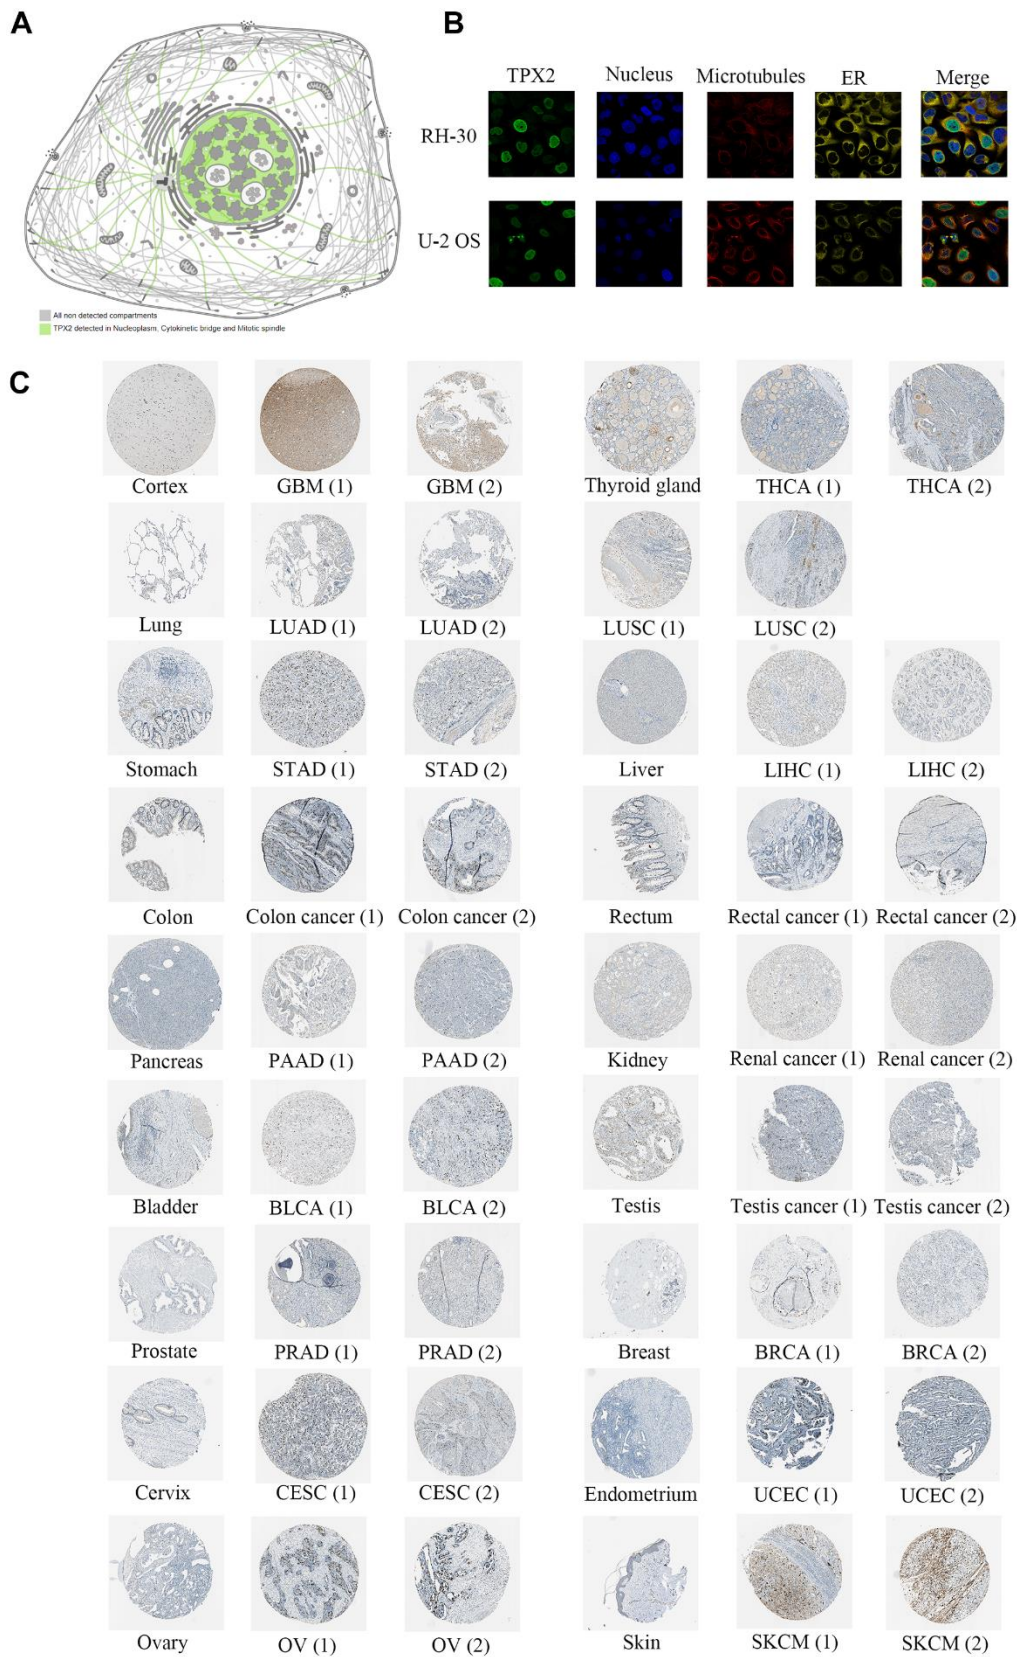 A
B
TPX2 Nucleus Microtubules ER Merge
RH-30
U-2 OS
All non detected compartments
TPX2 detected in Nucleoplasm, Cytokinetic bridge and Mitotic spindle
C
Cortex GBM (1) GBM (2) Thyroid gland THCA (1) THCA (2)
Lung LUAD (1) LUAD (2) LUSC (1) LUSC (2)
Stomach STAD (1) STAD (2) Liver LIHC (1) LIHC (2)
Colon Colon cancer (1) Colon cancer (2) Rectum Rectal cancer (1) Rectal cancer (2)
Pancreas PAAD (1) PAAD (2) Kidney Renal cancer (1) Renal cancer (2)
Bladder BLCA (1) BLCA (2) Testis Testis cancer (1) Testis cancer (2)
Prostate PRAD (1) PRAD (2) Breast BRCA (1) BRCA (2)
Cervix CESC (1) CESC (2) Endometrium UCEC (1) UCEC (2)
Ovary OV (1) OV (2) Skin SKCM (1) SKCM (2)